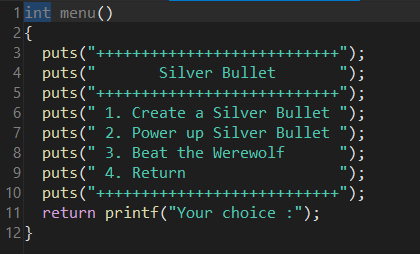 1 int menu()
2 {
3   puts("+++++++++++++++++++++++++++");
4   puts("       Silver Bullet       ");
5   puts("+++++++++++++++++++++++++++");
6   puts(" 1. Create a Silver Bullet ");
7   puts(" 2. Power up Silver Bullet ");
8   puts(" 3. Beat the Werewolf      ");
9   puts(" 4. Return                 ");
10   puts("+++++++++++++++++++++++++++");
11   return printf("Your choice :");
12 }